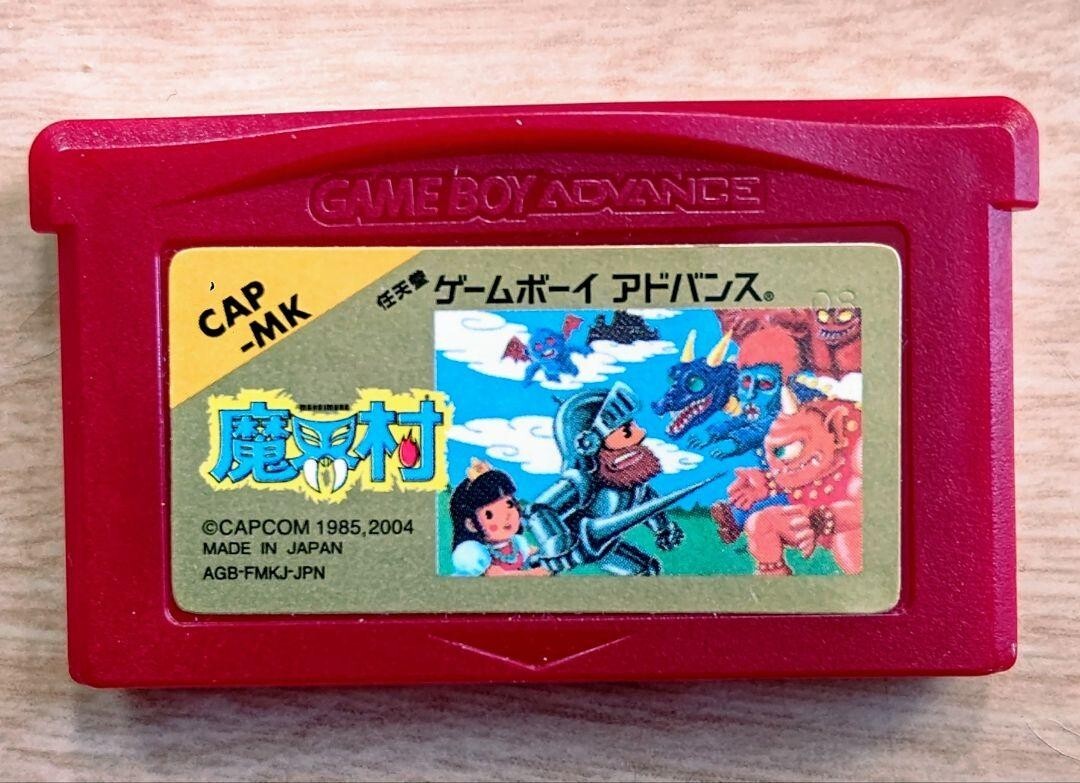 GAME BOY ADVANCE
CAP
-MK
任天堂 ゲームボーイ アドバンス®
魔界村
©CAPCOM 1985,2004
MADE IN JAPAN
AGB-FMKJ-JPN